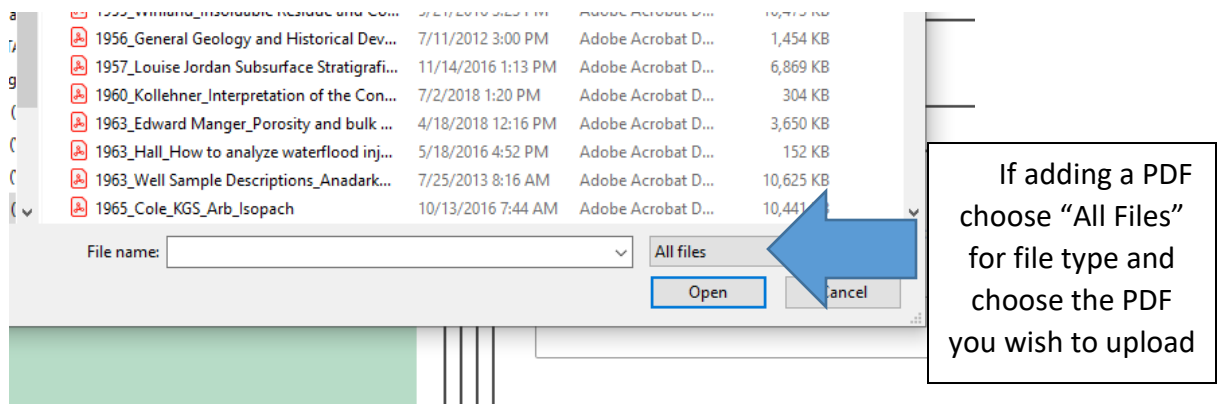 1956_General Geology and Historical Dev... 7/11/2012 3:00 PM Adobe Acrobat D... 1,454 KB
1957_Louise Jordan Subsurface Stratigrafi... 11/14/2016 1:13 PM Adobe Acrobat D... 6,869 KB
1960_Kollehner_Interpretation of the Con... 7/2/2018 1:20 PM Adobe Acrobat D... 304 KB
1963_Edward Manger_Porosity and bulk ... 4/18/2018 12:16 PM Adobe Acrobat D... 3,650 KB
1963_Hall_How to analyze waterflood inj... 5/18/2016 4:52 PM Adobe Acrobat D... 152 KB
1963_Well Sample Descriptions_Anadark... 7/25/2013 8:16 AM Adobe Acrobat D... 10,625 KB
1965_Cole_KGS_Arb_Isopach 10/13/2016 7:44 AM Adobe Acrobat D... 10,441
File name: All files
Open
If adding a PDF
choose “All Files”
for file type and
choose the PDF
you wish to upload